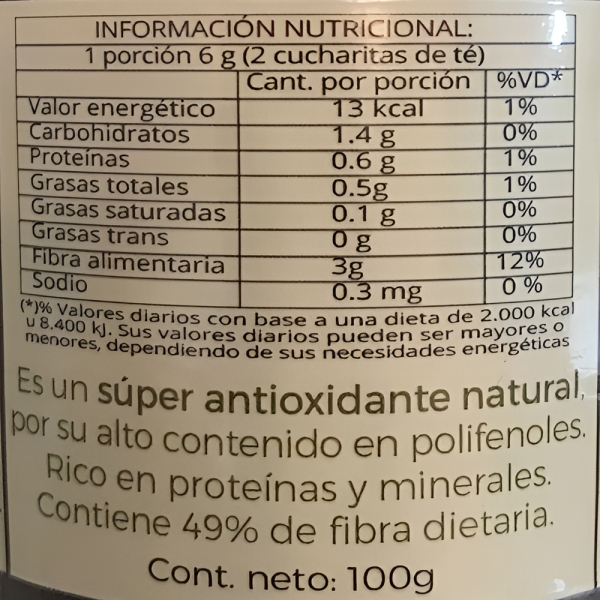 INFORMACIÓN NUTRICIONAL:
1 porción 6 g (2 cucharitas de té)
Cant. por porción %VD*
Valor energético 13 kcal 1%
Carbohidratos 1.4 g 0%
Proteínas 0.6 g 1%
Grasas totales 0.5g 1%
Grasas saturadas 0.1 g 0%
Grasas trans 0 g 0%
Fibra alimentaria 3g 12%
Sodio 0.3 mg 0 %
(*)% Valores diarios con base a una dieta de 2.000 kcal
u 8.400 kJ. Sus valores diarios pueden ser mayores o
menores, dependiendo de sus necesidades energéticas
Es un súper antioxidante natural,
por su alto contenido en polifenoles.
Rico en proteínas y minerales.
Contiene 49% de fibra dietaria.
Cont. neto: 100g